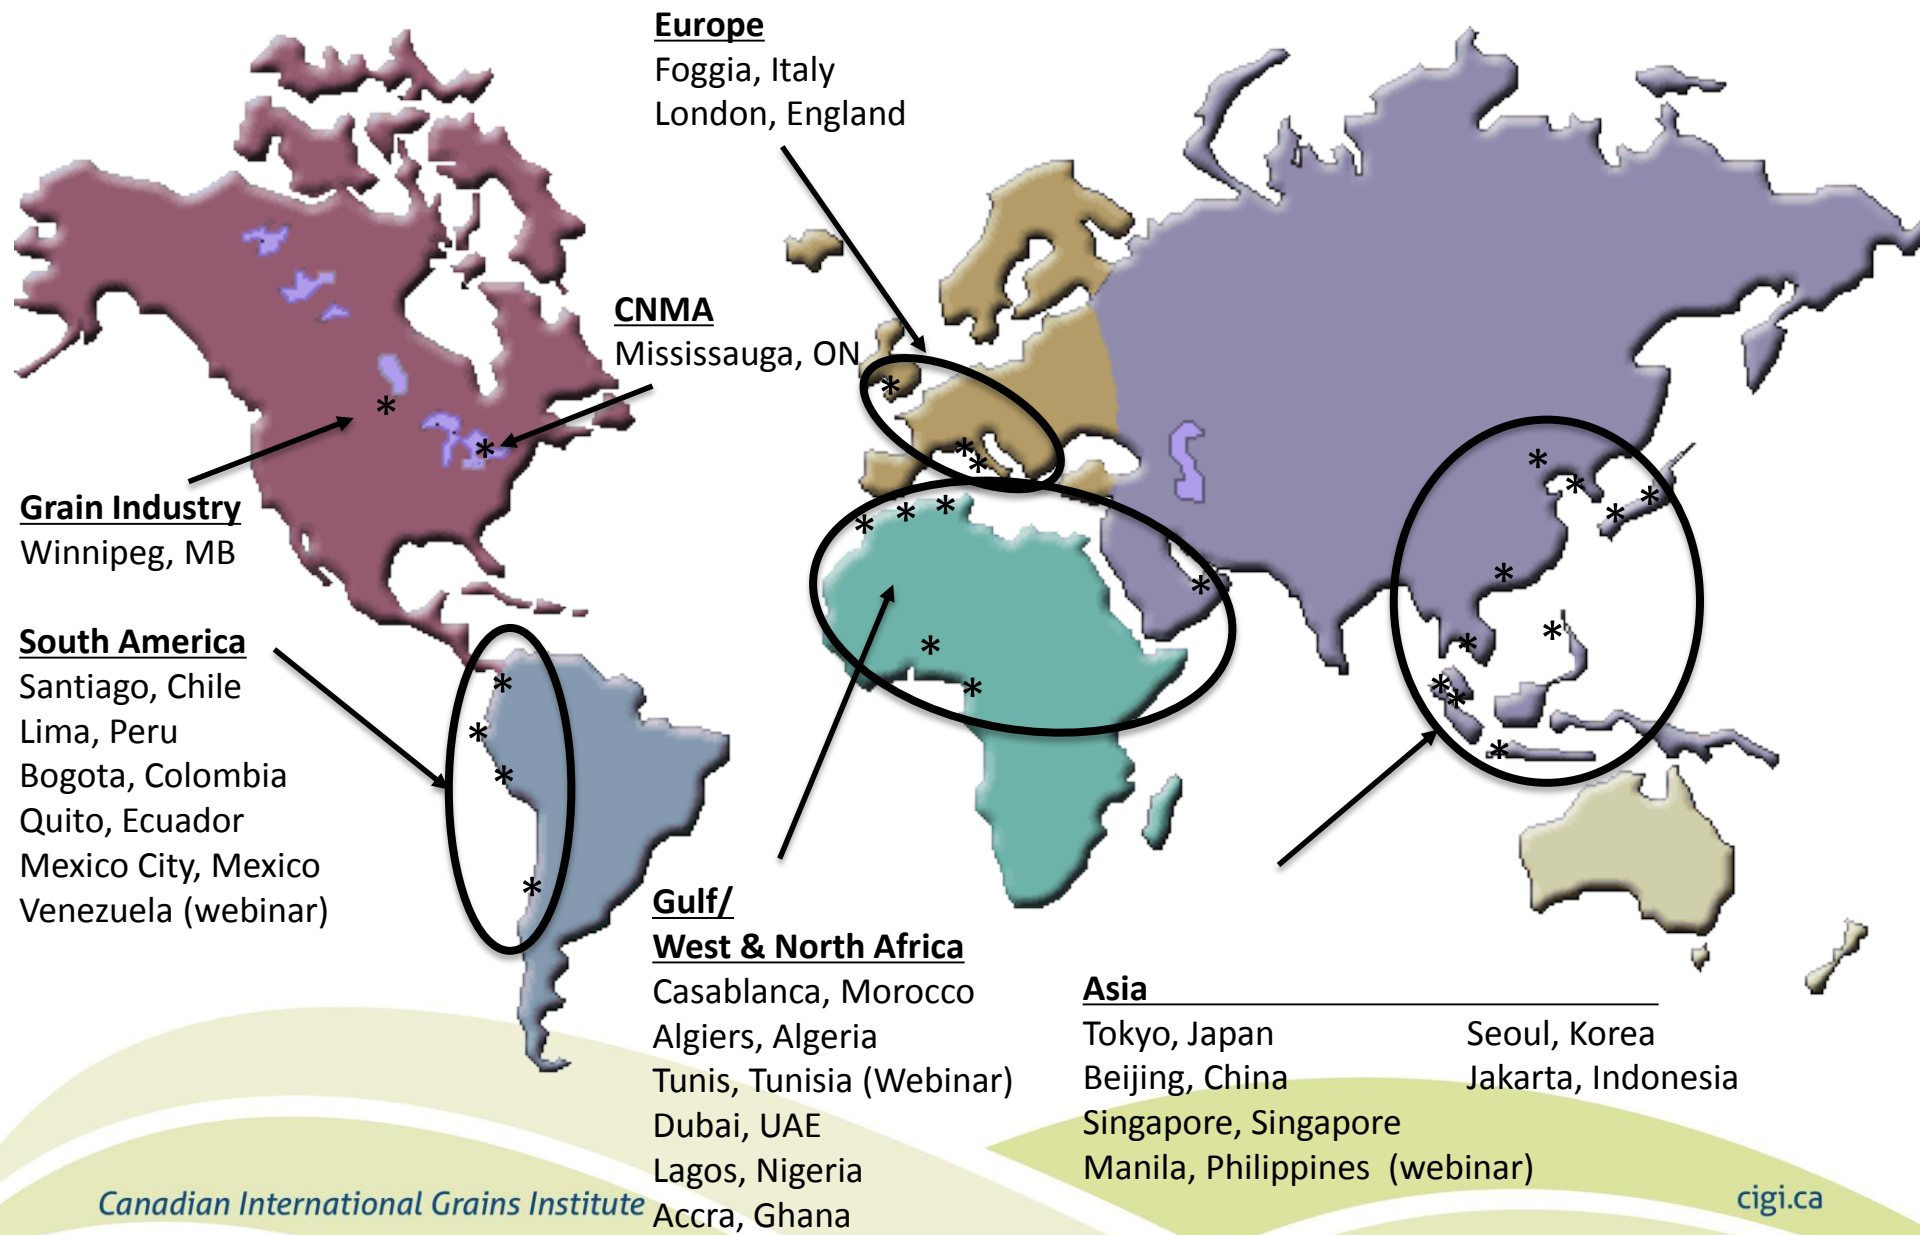 Europe
Foggia, Italy
London, England
CNMA
Mississauga, ON
Grain Industry
Winnipeg, MB
South America
Santiago, Chile
Lima, Peru
Bogota, Colombia
Quito, Ecuador
Mexico City, Mexico
Venezuela (webinar)
Gulf/
West & North Africa
Casablanca, Morocco
Algiers, Algeria
Tunis, Tunisia (Webinar)
Dubai, UAE
Lagos, Nigeria
Accra, Ghana
Asia
Tokyo, Japan Seoul, Korea
Beijing, China Jakarta, Indonesia
Singapore, Singapore
Manila, Philippines (webinar)
Canadian International Grains Institute
cigi.ca